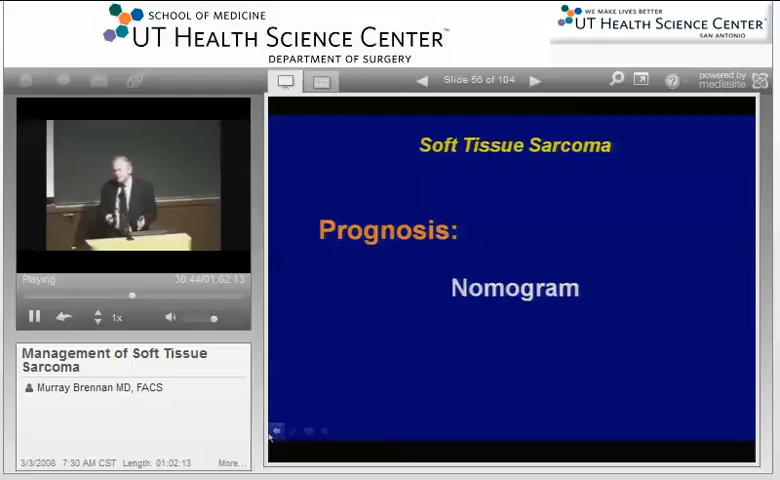 SCHOOL OF MEDICINE
UT HEALTH SCIENCE CENTER™
DEPARTMENT OF SURGERY
WE MAKE LIVES BETTER
UT HEALTH SCIENCE CENTER™
SAN ANTONIO
Slide 56 of 104
powered by
mediasite
Soft Tissue Sarcoma
Prognosis:
Nomogram
Playing
30:44/01:02:13
1x
Management of Soft Tissue
Sarcoma
Murray Brennan MD, FACS
3/3/2008 7:30 AM CST Length: 01:02:13 More...